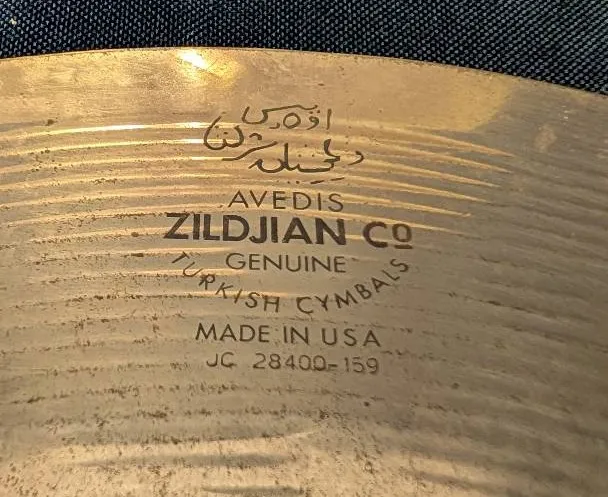 AVEDIS
ZILDJIAN Cº
GENUINE
TURKISH CYMBALS
MADE IN USA
JC 28400-159